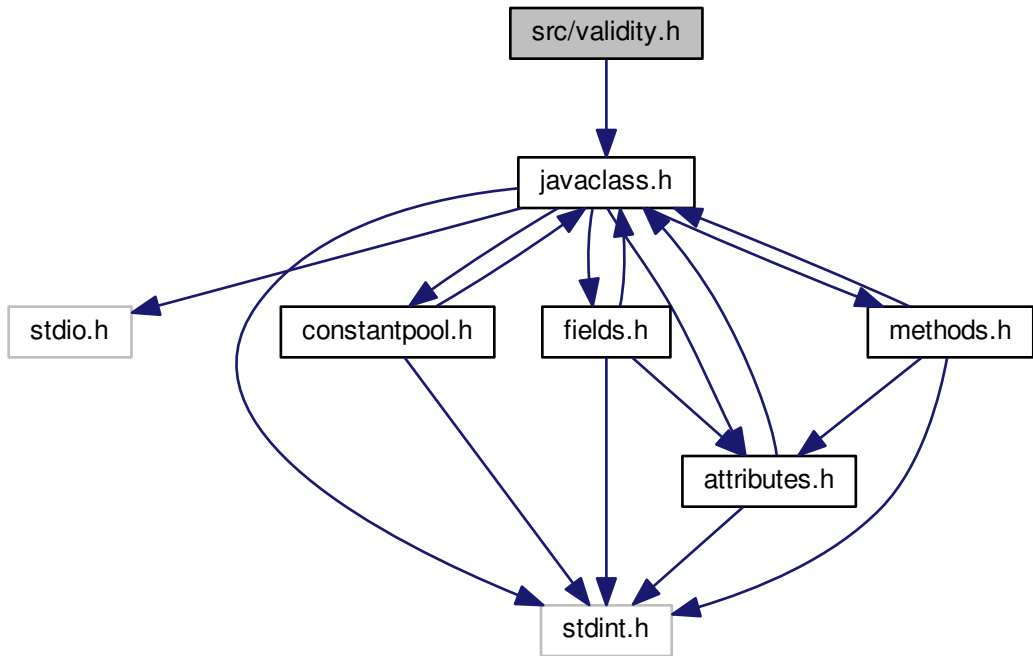 src/validity.h
javaclass.h
stdio.h
constantpool.h
fields.h
methods.h
attributes.h
stdint.h